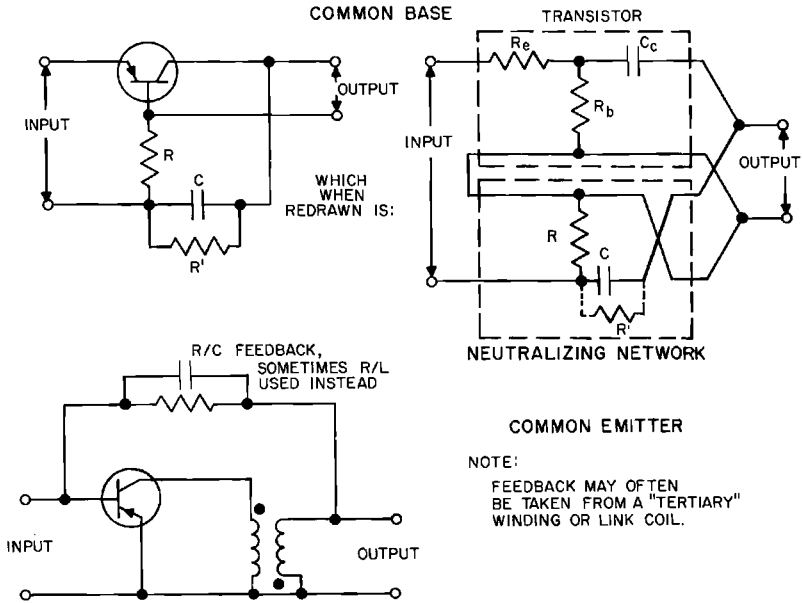 COMMON BASE
INPUT
OUTPUT
R
C
R'
WHICH
WHEN
REDRAWN IS:
TRANSISTOR
Re
Cc
Rb
INPUT
OUTPUT
R
C
R'
NEUTRALIZING NETWORK
R/C FEEDBACK,
SOMETIMES R/L
USED INSTEAD
INPUT
OUTPUT
COMMON EMITTER
NOTE:
FEEDBACK MAY OFTEN
BE TAKEN FROM A "TERTIARY"
WINDING OR LINK COIL.